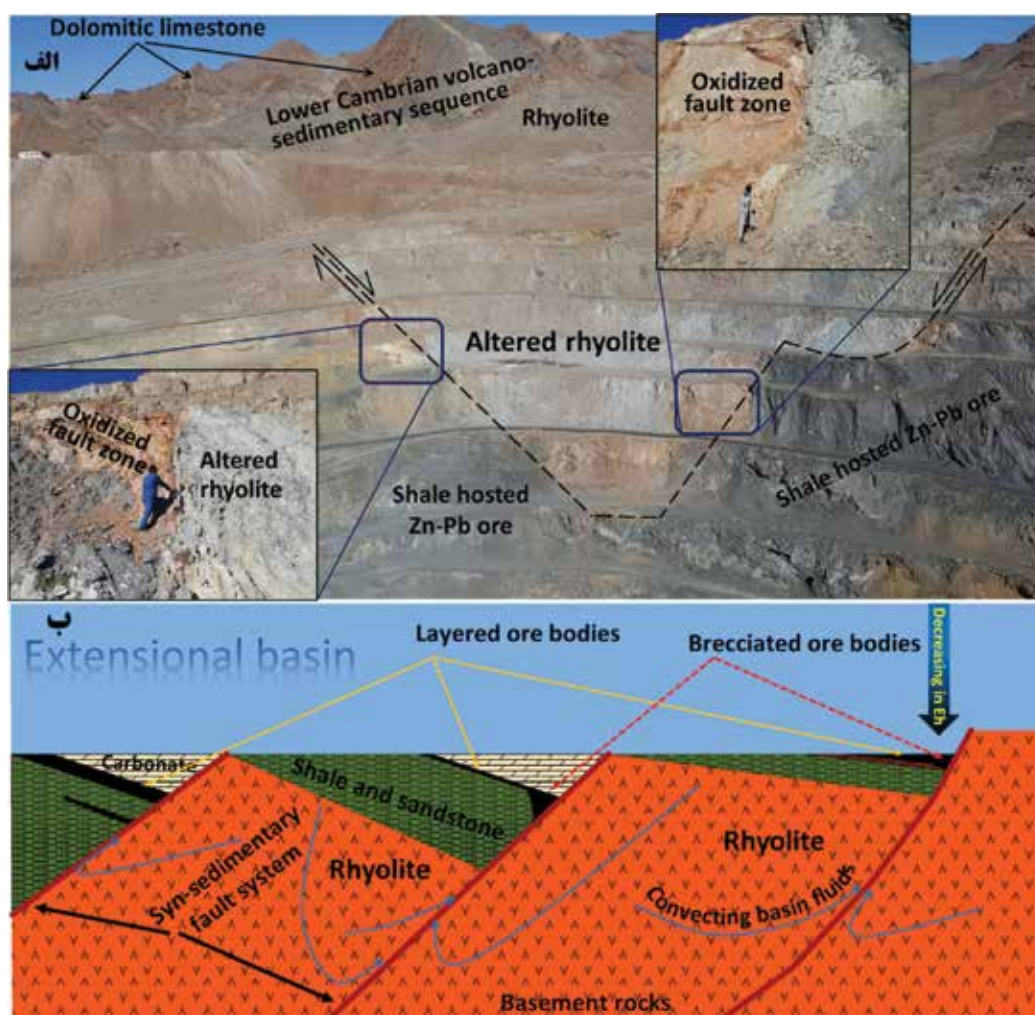 Dolomitic limestone
الف
Lower Cambrian volcano-
sedimentary sequence
Rhyolite
Oxidized
fault zone
Altered rhyolite
Oxidized
fault zone
Altered
rhyolite
Shale hosted
Zn-Pb ore
Shale hosted Zn-Pb ore
ب
Extensional basin
Layered ore bodies
Brecciated ore bodies
Decreasing in Eh
Carbonate
Shale and sandstone
Syn-sedimentary
fault system
Rhyolite
Rhyolite
Convecting basin fluids
Basement rocks